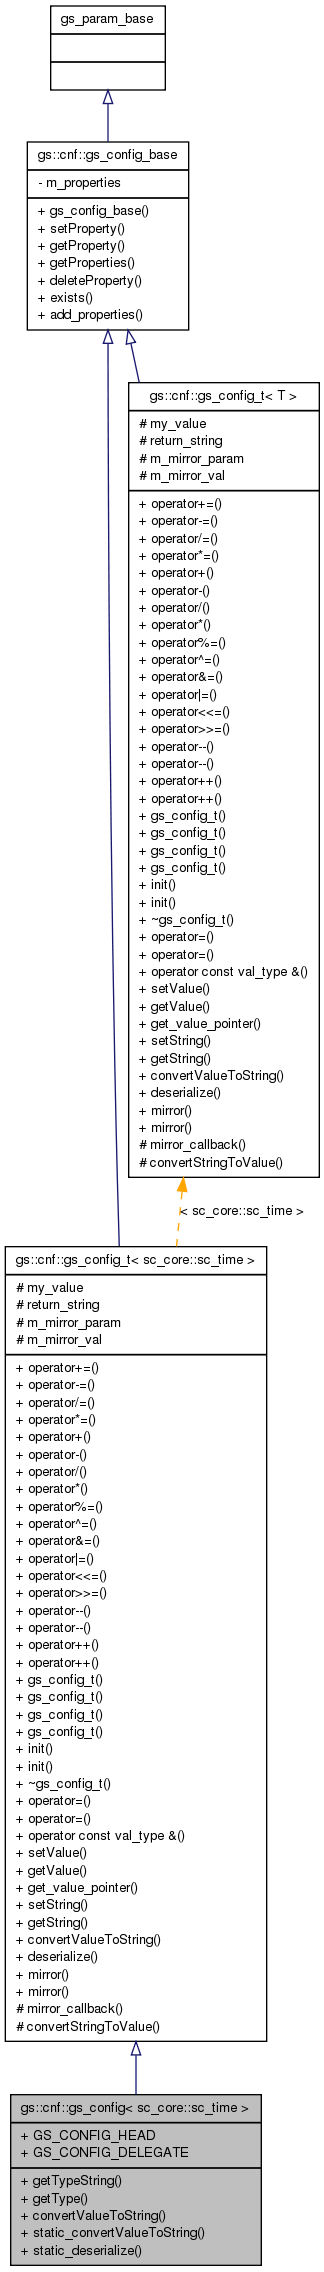 gs_param_base
gs::cnf::gs_config_base
- m_properties
+ gs_config_base()
+ setProperty()
+ getProperty()
+ getProperties()
+ deleteProperty()
+ exists()
+ add_properties()
gs::cnf::gs_config_t< T >
# my_value
# return_string
# m_mirror_param
# m_mirror_val
+ operator+=()
+ operator-=()
+ operator/=()
+ operator*=()
+ operator+()
+ operator-()
+ operator/()
+ operator*()
+ operator%=()
+ operator^=()
+ operator&=()
+ operator|=()
+ operator<<=()
+ operator>>=()
+ operator--()
+ operator--()
+ operator++()
+ operator++()
+ gs_config_t()
+ gs_config_t()
+ gs_config_t()
+ gs_config_t()
+ init()
+ init()
+ ~gs_config_t()
+ operator=()
+ operator=()
+ operator const val_type &()
+ setValue()
+ getValue()
+ get_value_pointer()
+ setString()
+ getString()
+ convertValueToString()
+ deserialize()
+ mirror()
+ mirror()
# mirror_callback()
# convertStringToValue()
< sc_core::sc_time >
gs::cnf::gs_config_t< sc_core::sc_time >
# my_value
# return_string
# m_mirror_param
# m_mirror_val
+ operator+=()
+ operator-=()
+ operator/=()
+ operator*=()
+ operator+()
+ operator-()
+ operator/()
+ operator*()
+ operator%=()
+ operator^=()
+ operator&=()
+ operator|=()
+ operator<<=()
+ operator>>=()
+ operator--()
+ operator--()
+ operator++()
+ operator++()
+ gs_config_t()
+ gs_config_t()
+ gs_config_t()
+ gs_config_t()
+ init()
+ init()
+ ~gs_config_t()
+ operator=()
+ operator=()
+ operator const val_type &()
+ setValue()
+ getValue()
+ get_value_pointer()
+ setString()
+ getString()
+ convertValueToString()
+ deserialize()
+ mirror()
+ mirror()
# mirror_callback()
# convertStringToValue()
gs::cnf::gs_config< sc_core::sc_time >
+ GS_CONFIG_HEAD
+ GS_CONFIG_DELEGATE
+ getTypeString()
+ getType()
+ convertValueToString()
+ static_convertValueToString()
+ static_deserialize()